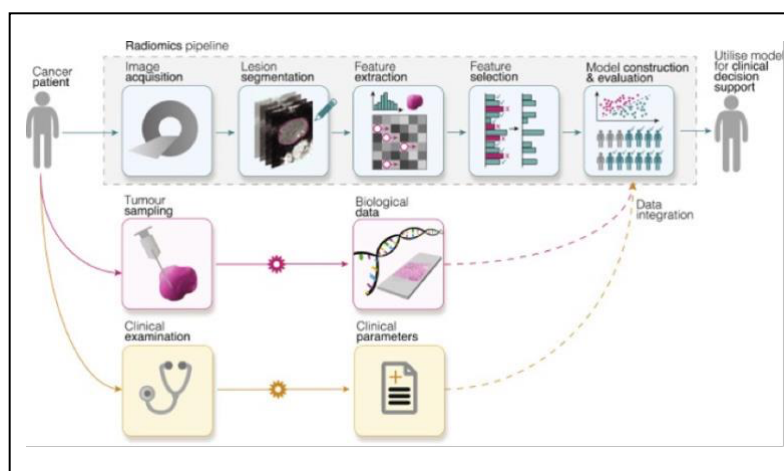 Radiomics pipeline
Cancer
patient
Image
acquisition
Lesion
segmentation
Feature
extraction
Feature
selection
Model construction
& evaluation
Utilise model
for clinical
decision
support
Tumour
sampling
Biological
data
Data
integration
Clinical
examination
Clinical
parameters